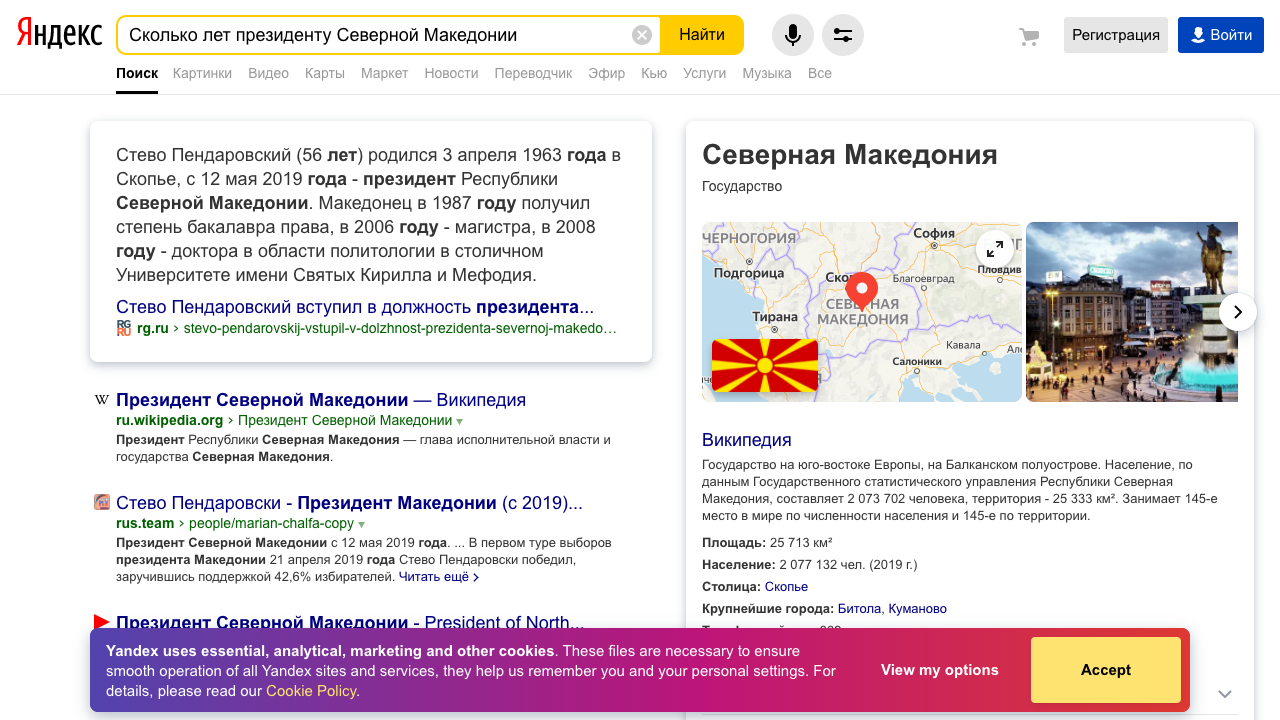 Яндекс
Сколько лет президенту Северной Македонии
Найти
Регистрация
Войти
Поиск Картинки Видео Карты Маркет Новости Переводчик Эфир Кью Услуги Музыка Все
Стево Пендаровский (56 лет) родился 3 апреля 1963 года в
Скопье, с 12 мая 2019 года - президент Республики
Северной Македонии. Македонец в 1987 году получил
степень бакалавра права, в 2006 году - магистра, в 2008
году - доктора в области политологии в столичном
Университете имени Святых Кирилла и Мефодия.
Стево Пендаровский вступил в должность президента...
RG
RU
rg.ru › stevo-pendarovskij-vstupil-v-dolzhnost-prezidenta-severnoj-makedo…
W
Президент Северной Македонии — Википедия
ru.wikipedia.org › Президент Северной Македонии
Президент Республики Северная Македония — глава исполнительной власти и
государства Северная Македония.
Стево Пендаровски - Президент Македонии (с 2019)...
rus.team › people/marian-chalfa-copy
Президент Северной Македонии с 12 мая 2019 года. ... В первом туре выборов
президента Македонии 21 апреля 2019 года Стево Пендаровски победил,
заручившись поддержкой 42,6% избирателей. Читать ещё ›
Президент Северной Македонии - President of North...
Северная Македония
Государство
ЧЕРНОГОРИЯ
София
Подгорица
Благоевград
Пловдив
СЕВЕРНАЯ
МАКЕДОНИЯ
Тирана
Кавала
Салоники
Википедия
Государство на юго-востоке Европы, на Балканском полуострове. Население, по
данным Государственного статистического управления Республики Северная
Македония, составляет 2 073 702 человека, территория - 25 333 км². Занимает 145-е
место в мире по численности населения и 145-е по территории.
Площадь: 25 713 км²
Население: 2 077 132 чел. (2019 г.)
Столица: Скопье
Крупнейшие города: Битола, Куманово
Yandex uses essential, analytical, marketing and other cookies. These files are necessary to ensure
smooth operation of all Yandex sites and services, they help us remember you and your personal settings. For
details, please read our Cookie Policy.
View my options
Accept